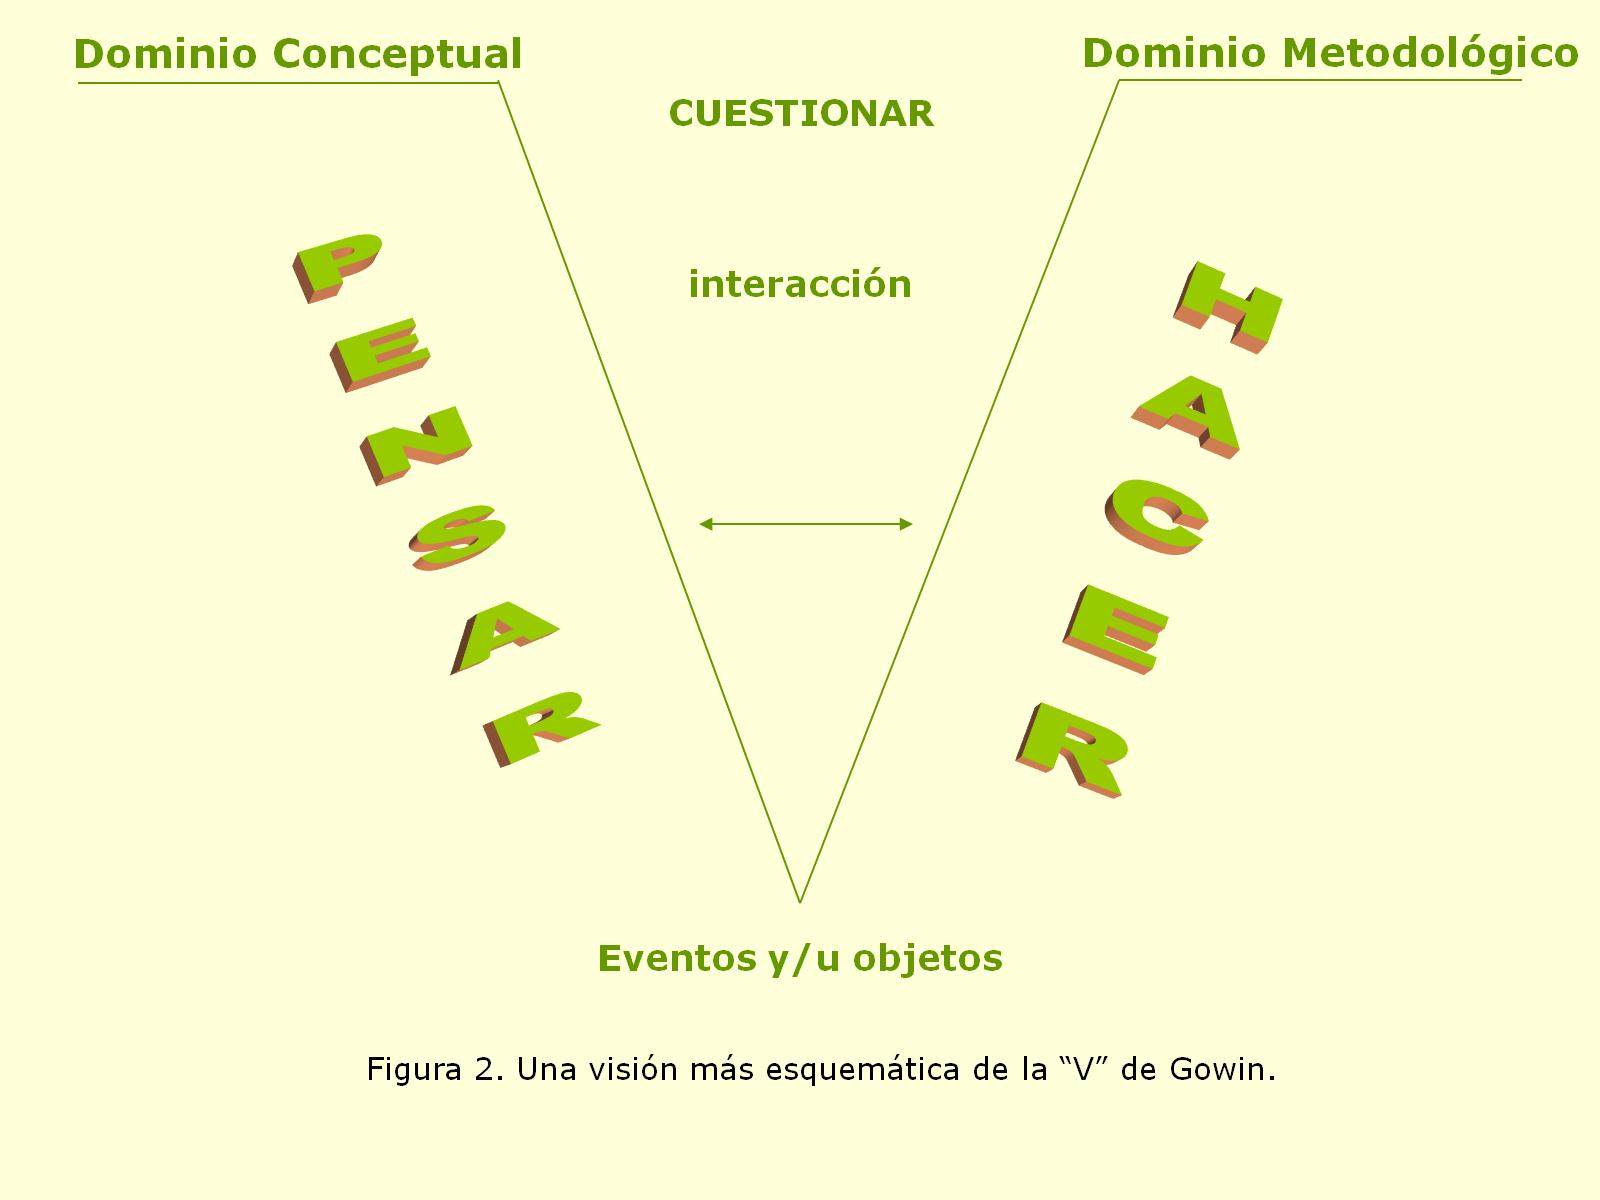 Dominio Conceptual
Dominio Metodológico
CUESTIONAR
interacción
PENSAR
HACER
Eventos y/u objetos
Figura 2. Una visión más esquemática de la “V” de Gowin.